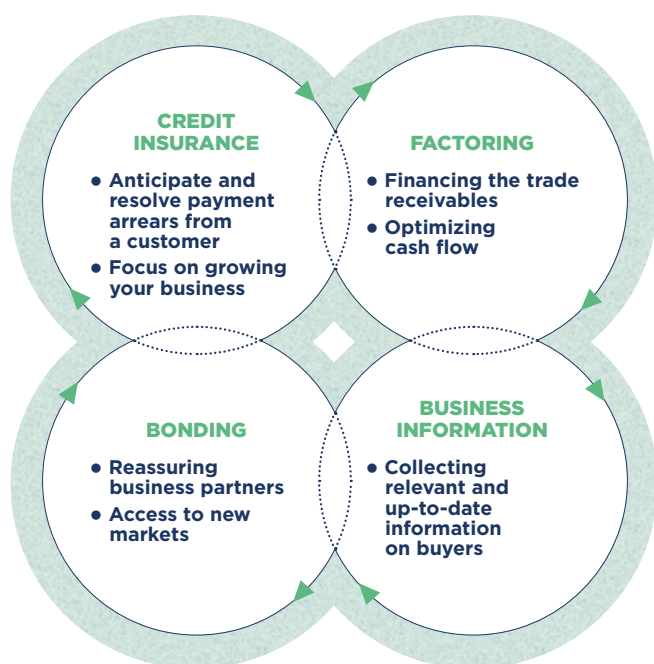 CREDIT
INSURANCE
• Anticipate and
resolve payment
arrears from
a customer
• Focus on growing
your business
FACTORING
• Financing the trade
receivables
• Optimizing
cash flow
BONDING
• Reassuring
business partners
• Access to new
markets
BUSINESS
INFORMATION
• Collecting
relevant and
up-to-date
information
on buyers